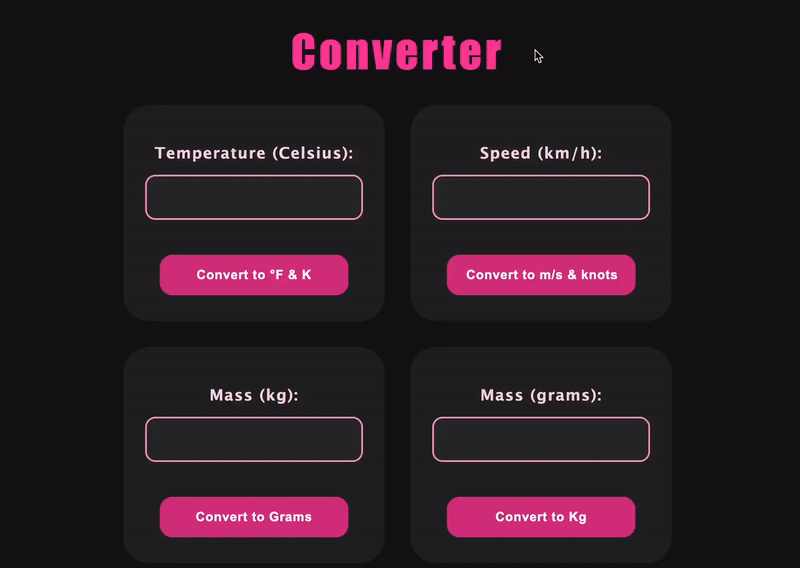 Converter
Temperature (Celsius):
Convert to °F & K
Speed (km/h):
Convert to m/s & knots
Mass (kg):
Convert to Grams
Mass (grams):
Convert to Kg